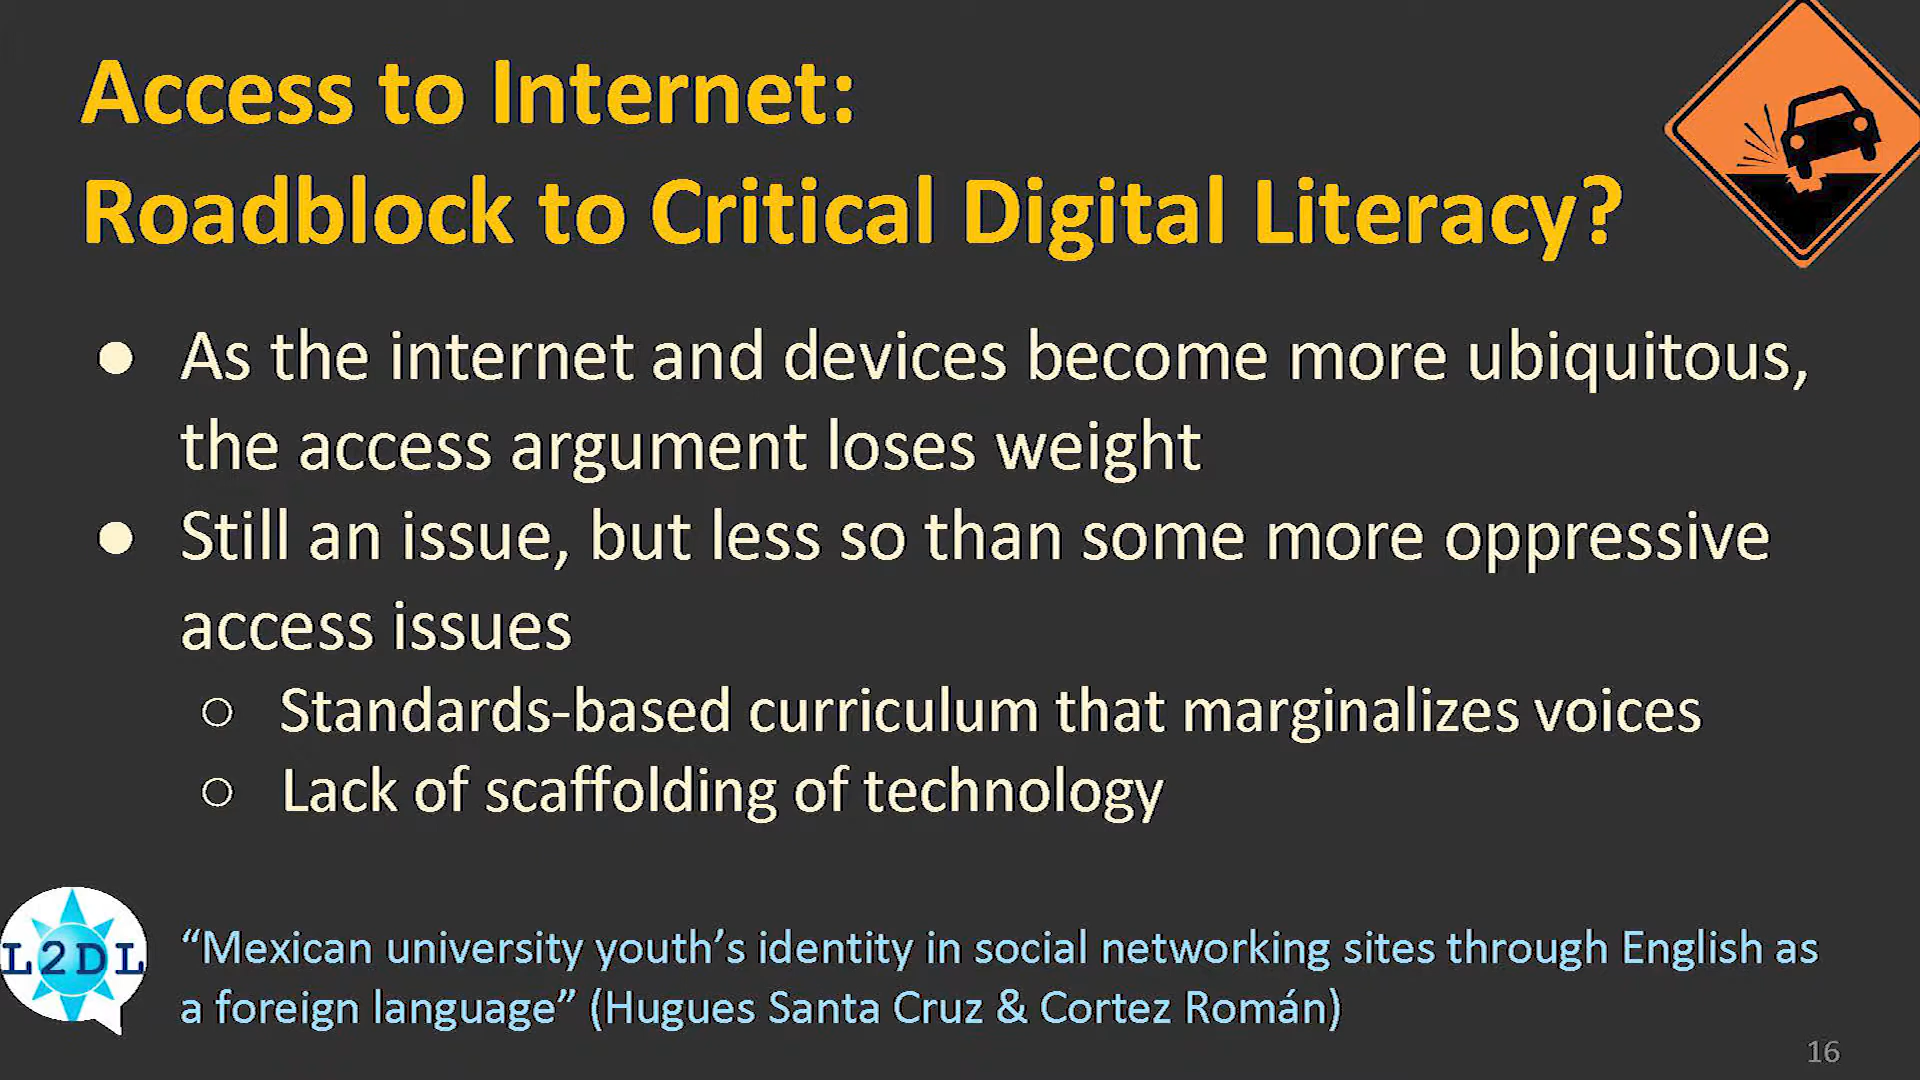 Access to Internet:
Roadblock to Critical Digital Literacy?
● As the internet and devices become more ubiquitous,
the access argument loses weight
● Still an issue, but less so than some more oppressive
access issues
○ Standards-based curriculum that marginalizes voices
○ Lack of scaffolding of technology
L2DL
“Mexican university youth’s identity in social networking sites through English as
a foreign language” (Hugues Santa Cruz & Cortez Román)
16